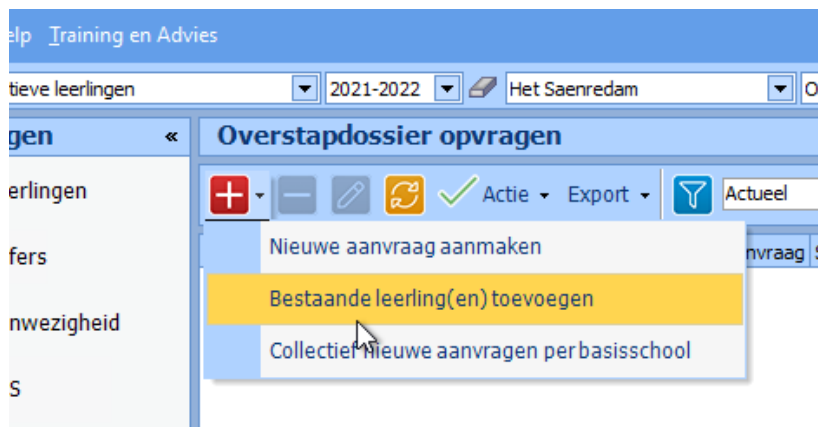 elp Training en Advies
tieve leerlingen 2021-2022 Het Saenredam O
gen « Overstapdossier opvragen
erlingen
Actie Export Actueel
Nieuwe aanvraag aanmaken
nvraag S
fers
Bestaande leerling(en) toevoegen
nwezigheid
Collectief nieuwe aanvragen per basisschool
S